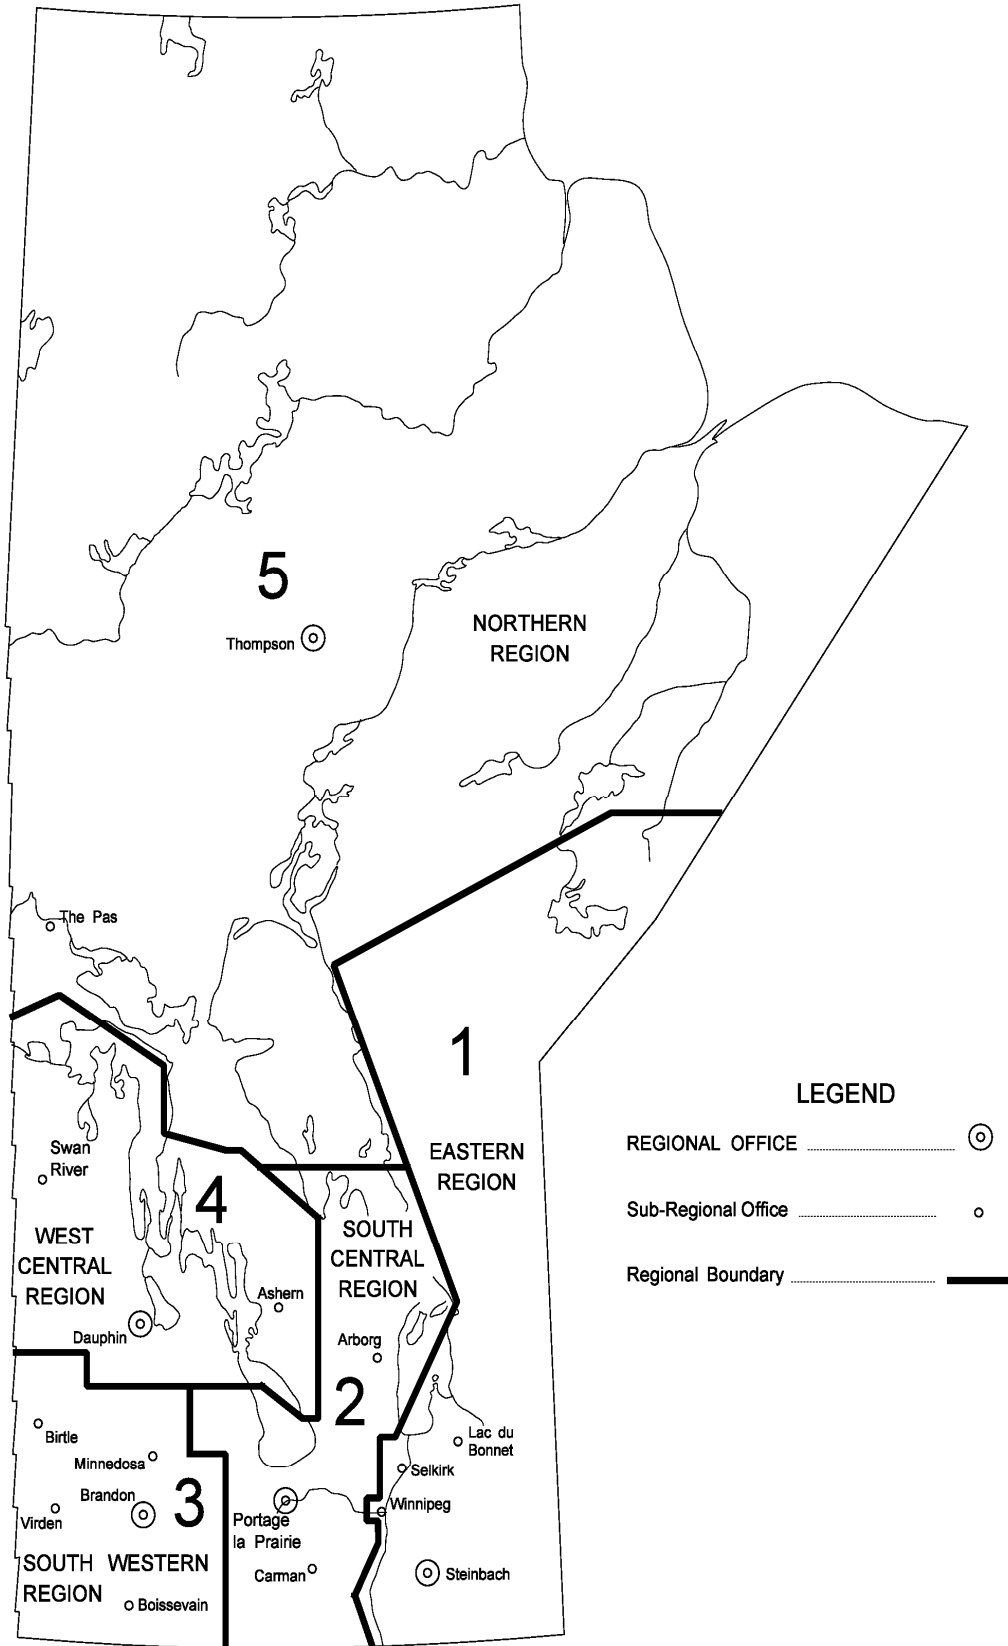 5
Thompson
NORTHERN
REGION
The Pas
1
EASTERN
REGION
LEGEND
REGIONAL OFFICE
Sub-Regional Office
Regional Boundary
Swan
River
4
WEST
CENTRAL
REGION
SOUTH
CENTRAL
REGION
Ashern
Dauphin
Arborg
2
Birtle
Minnedosa
Brandon
3
Virden
SOUTH WESTERN
REGION
Boissevain
Lac du
Bonnet
Selkirk
Winnipeg
Portage
la Prairie
Carman
Steinbach